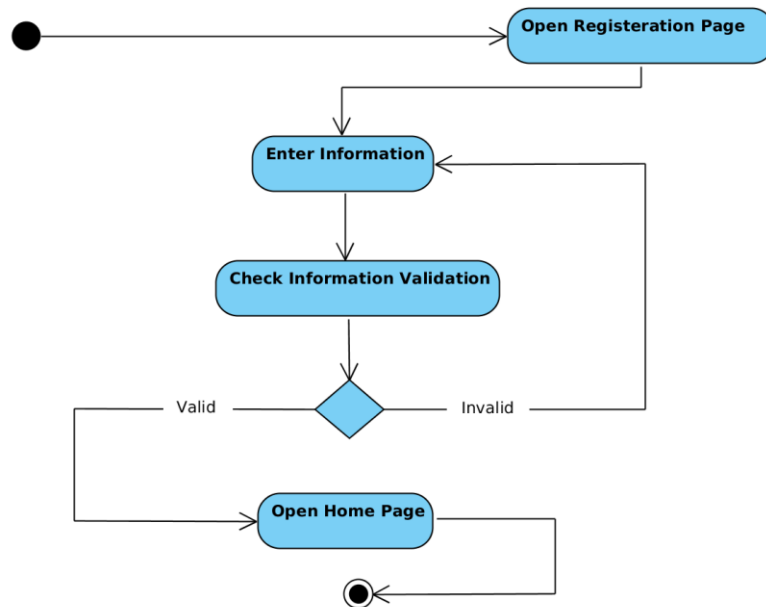 Open Registeration Page
Enter Information
Check Information Validation
Valid
Invalid
Open Home Page